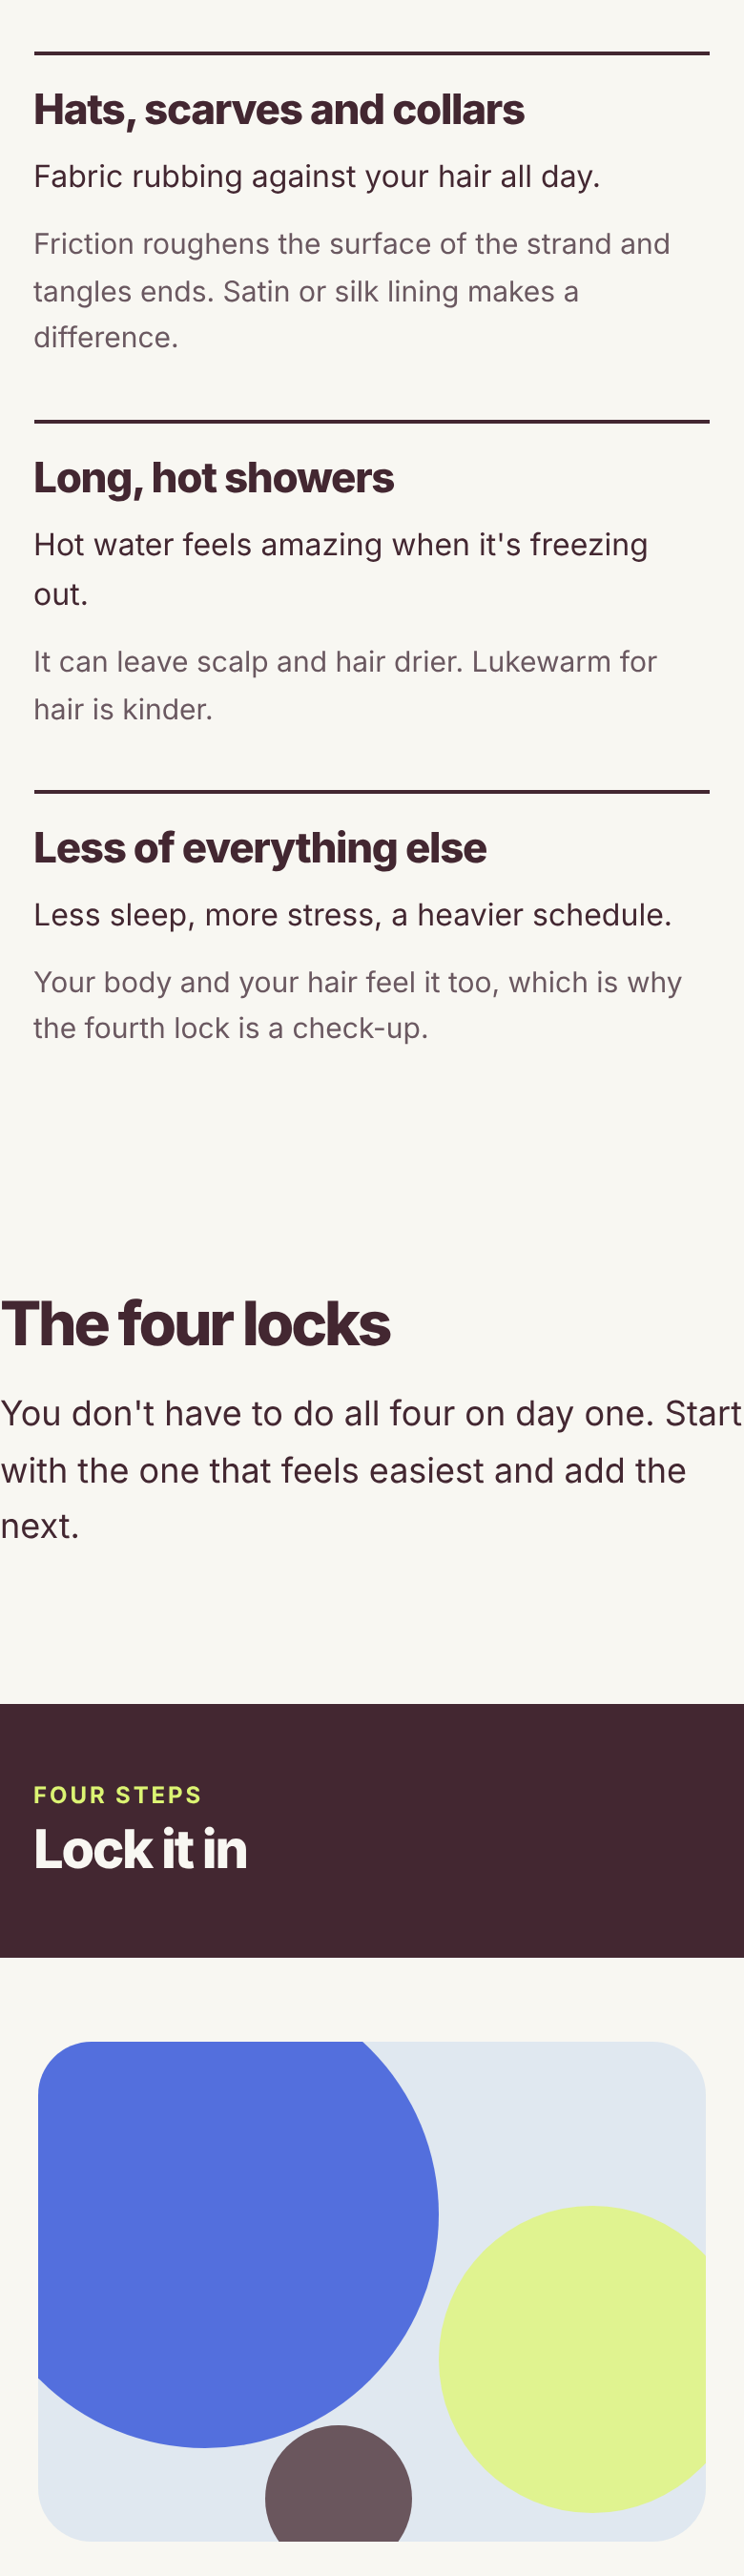 Hats, scarves and collars
Fabric rubbing against your hair all day.
Friction roughens the surface of the strand and
tangles ends. Satin or silk lining makes a
difference.
Long, hot showers
Hot water feels amazing when it's freezing
out.
It can leave scalp and hair drier. Lukewarm for
hair is kinder.
Less of everything else
Less sleep, more stress, a heavier schedule.
Your body and your hair feel it too, which is why
the fourth lock is a check-up.
The four locks
You don't have to do all four on day one. Start
with the one that feels easiest and add the
next.
FOUR STEPS
Lock it in